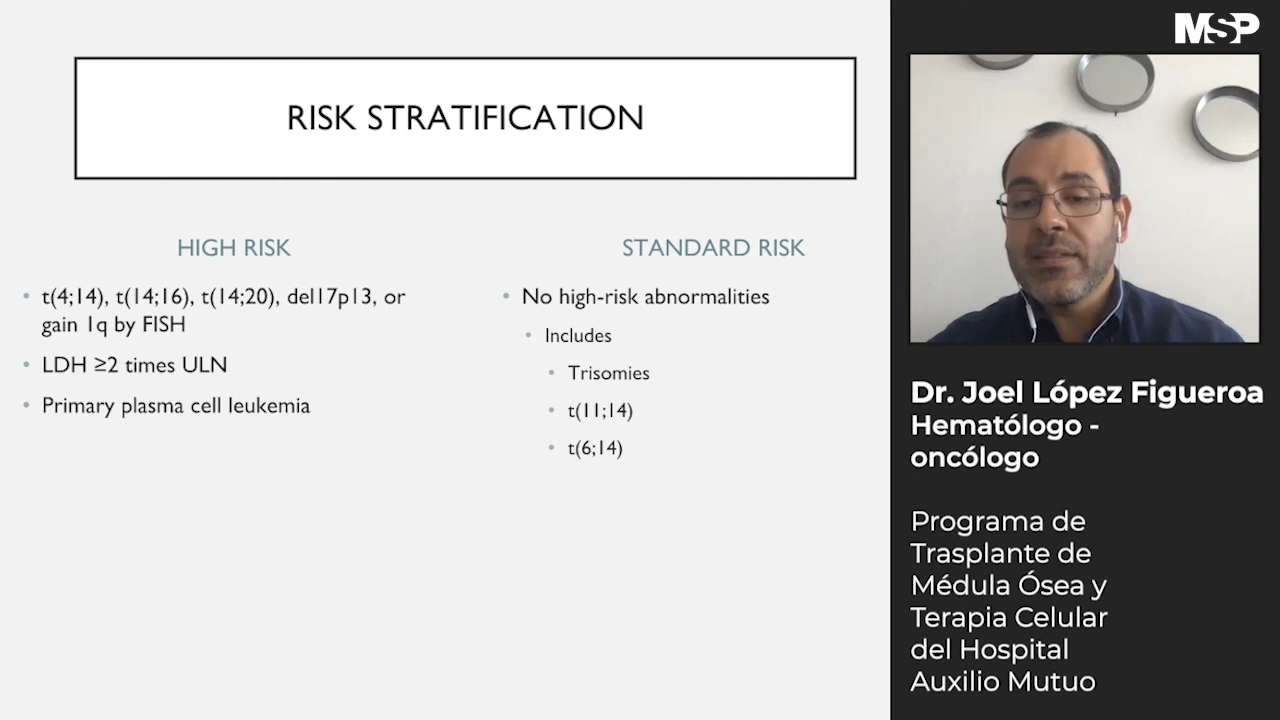 RISK STRATIFICATION
HIGH RISK
• t(4;14), t(14;16), t(14;20), del17p13, or
gain 1q by FISH
• LDH ≥2 times ULN
• Primary plasma cell leukemia
STANDARD RISK
• No high-risk abnormalities
• Includes
• Trisomies
• t(11;14)
• t(6;14)
MSP
Dr. Joel López Figueroa
Hematólogo -
oncólogo
Programa de
Trasplante de
Médula Ósea y
Terapia Celular
del Hospital
Auxilio Mutuo